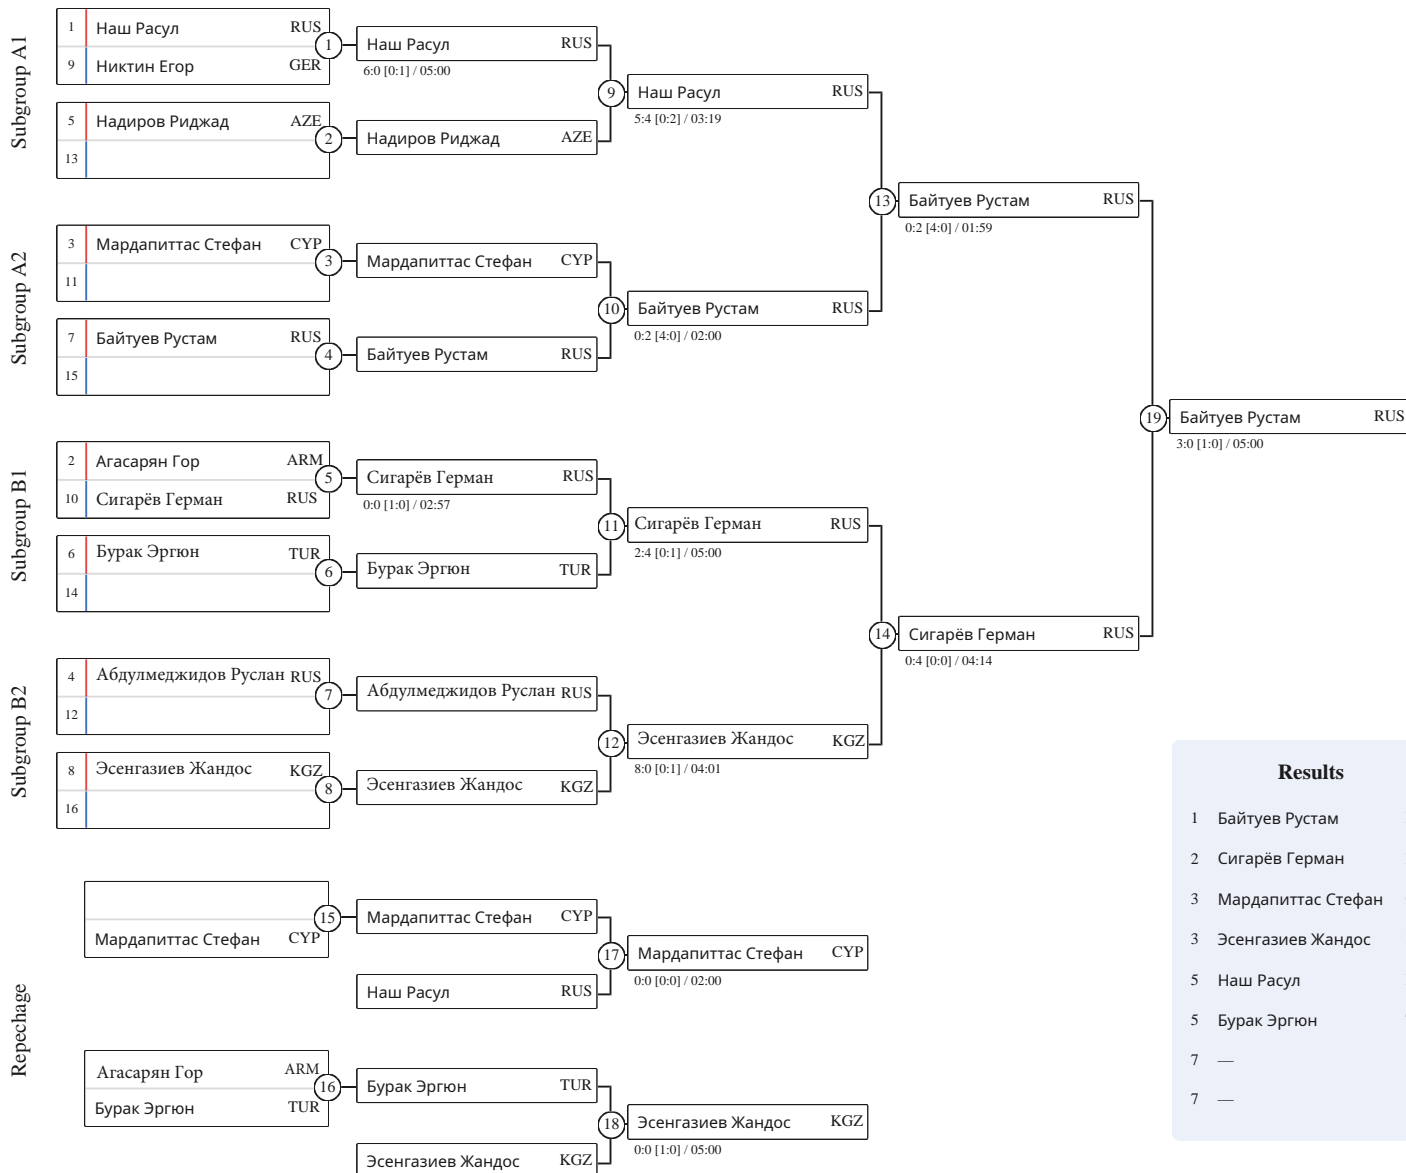 Subgroup A1
1 Наш Расул RUS
9 Никтин Егор GER
1
Наш Расул RUS
6:0 [0:1] / 05:00
5 Надиров Риджад AZE
13
2
Надиров Риджад AZE
9
Наш Расул RUS
5:4 [0:2] / 03:19
Subgroup A2
3 Мардапиттас Стефан CYP
11
3
Мардапиттас Стефан CYP
7 Байтуев Рустам RUS
15
4
Байтуев Рустам RUS
10
Байтуев Рустам RUS
0:2 [4:0] / 02:00
13
Байтуев Рустам RUS
0:2 [4:0] / 01:59
Subgroup B1
2 Агасарян Гор ARM
10 Сигарёв Герман RUS
5
Сигарёв Герман RUS
0:0 [1:0] / 02:57
6 Бурак Эргюн TUR
14
6
Бурак Эргюн TUR
11
Сигарёв Герман RUS
2:4 [0:1] / 05:00
Subgroup B2
4 Абдулмеджидов Руслан RUS
12
7
Абдулмеджидов Руслан RUS
8 Эсенгазиев Жандос KGZ
16
8
Эсенгазиев Жандос KGZ
12
Эсенгазиев Жандос KGZ
8:0 [0:1] / 04:01
14
Сигарёв Герман RUS
0:4 [0:0] / 04:14
19
Байтуев Рустам RUS
3:0 [1:0] / 05:00
Repechage
Мардапиттас Стефан CYP
15
Мардапиттас Стефан CYP
Наш Расул RUS
17
Мардапиттас Стефан CYP
0:0 [0:0] / 02:00
Агасарян Гор ARM
Бурак Эргюн TUR
16
Бурак Эргюн TUR
Эсенгазиев Жандос KGZ
18
Эсенгазиев Жандос KGZ
0:0 [1:0] / 05:00
Results
1 Байтуев Рустам
2 Сигарёв Герман
3 Мардапиттас Стефан
3 Эсенгазиев Жандос
5 Наш Расул
5 Бурак Эргюн
7 —
7 —